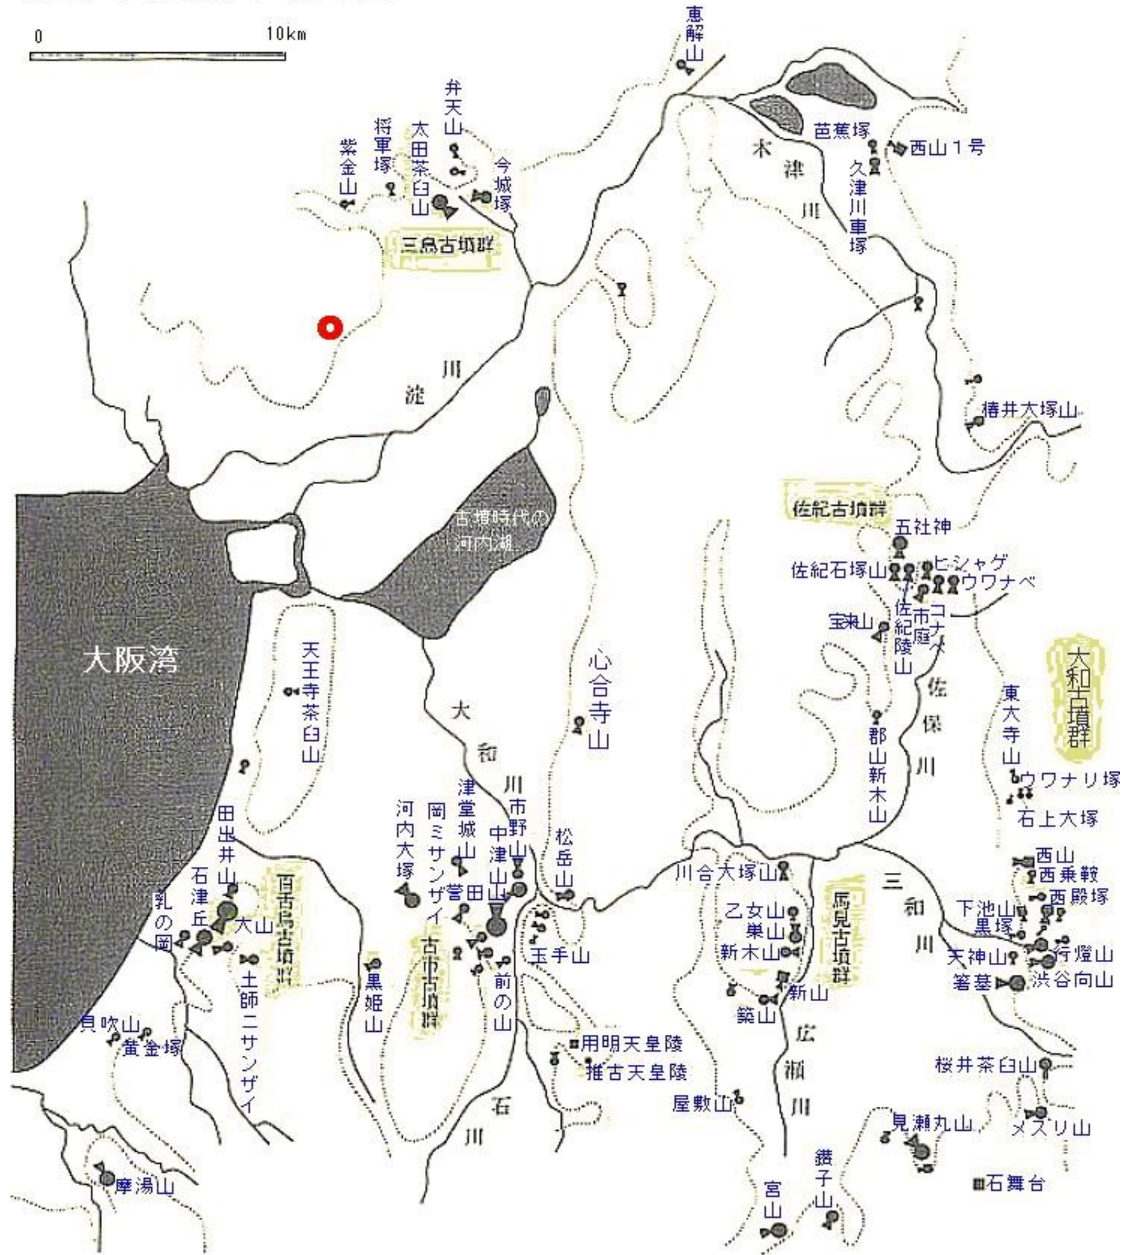 0
10km
恵解山
弁天山
将軍塚
太田茶臼山
紫金山
今城塚
三島古墳群
芭蕉塚
西山１号
久津川車塚
木津川
淀川
椿井大塚山
佐紀古墳群
五社神
古墳時代の
河内湖
佐紀石塚山
ヒシャゲ
ウワナベ
コナベ
市庭
佐紀陵山
宝来山
大阪湾
天王寺茶臼山
心合寺山
大和川
佐保川
郡山新木山
東大寺山
大和古墳群
ウワナリ塚
石上大塚
田出井山
石津丘
乳の岡
大山
百舌鳥古墳群
土師ニサンザイ
河内大塚
岡ミサンザイ
津堂城山
市野山
中津山
誉田山
松岳山
古市古墳群
黒姫山
前の山
玉手山
川合大塚山
乙女山
巣山
新木山
馬見古墳群
新山
築山
三和川
西山
西乗鞍
西殿塚
下池山
黒塚
天神山
行燈山
箸墓
渋谷向山
貝吹山
黄金塚
用明天皇陵
推古天皇陵
石川
広瀬川
屋敷山
桜井茶臼山
見瀬丸山
メスリ山
石舞台
鑵子山
宮山
摩湯山